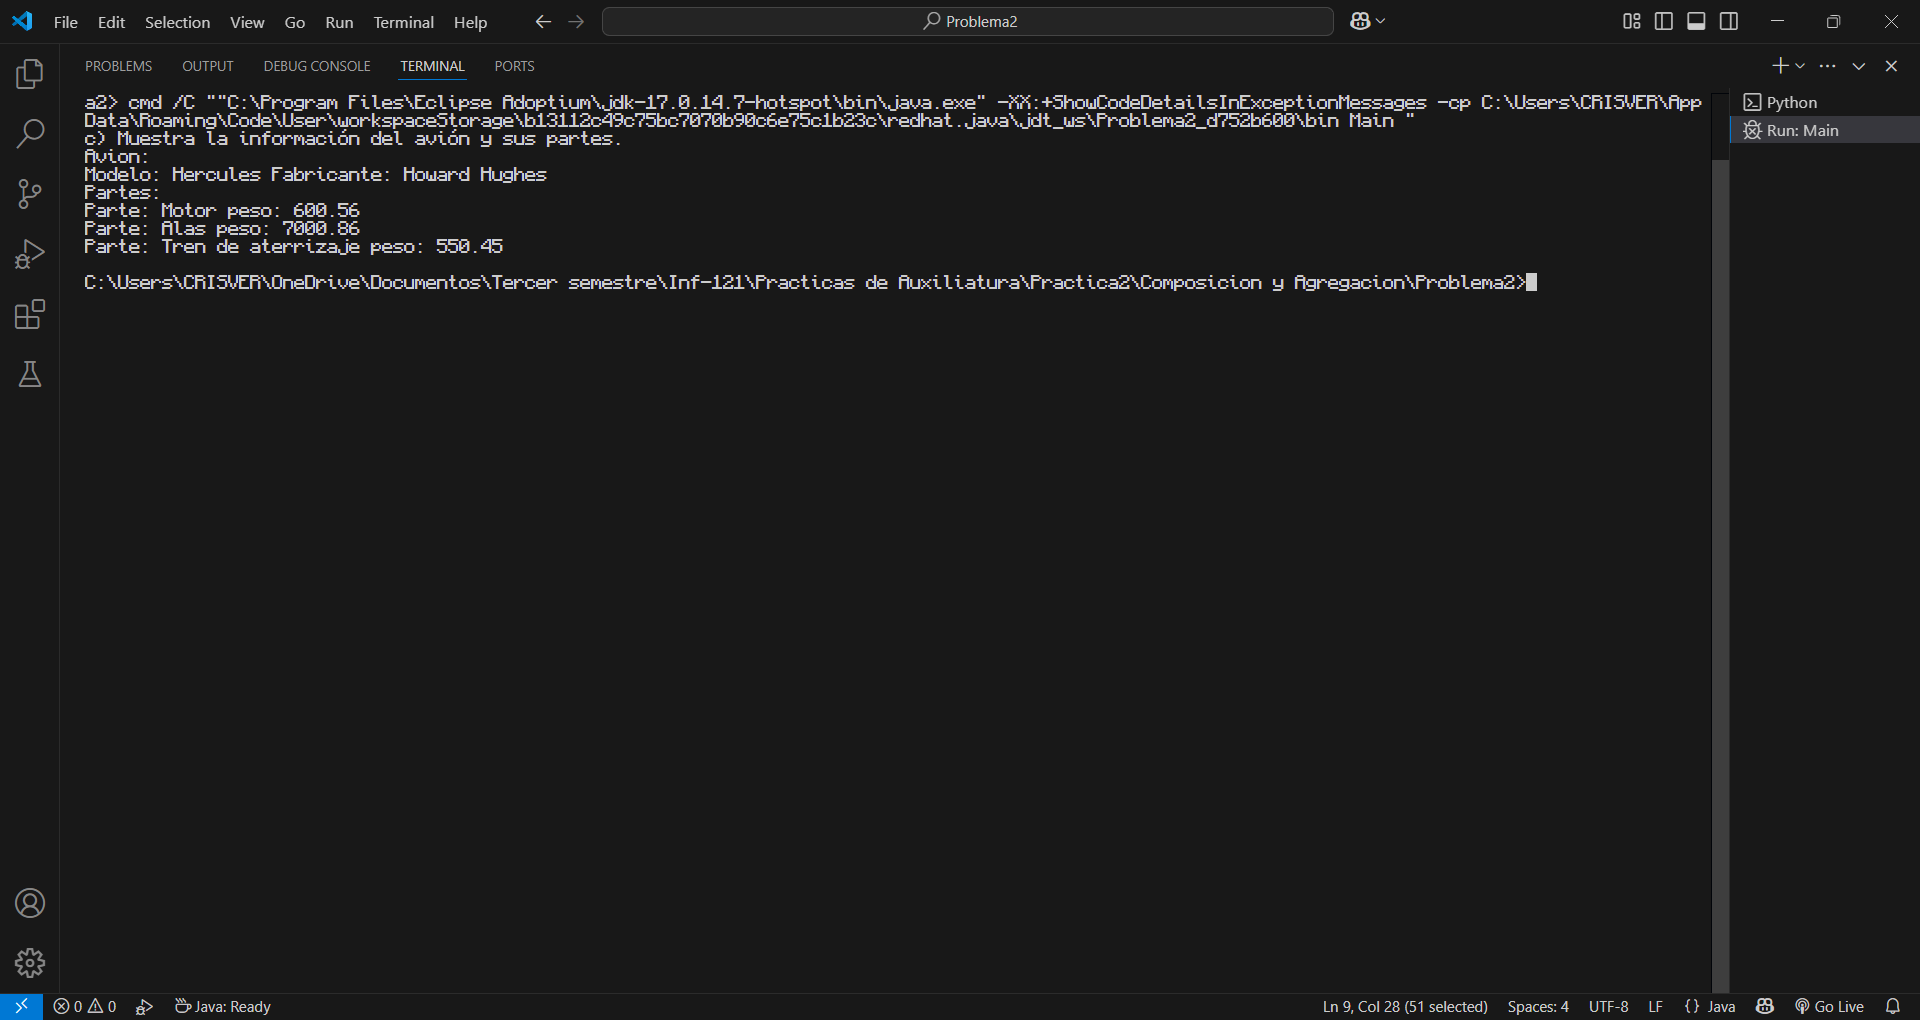 File Edit Selection View Go Run Terminal Help
Problema2
PROBLEMS OUTPUT DEBUG CONSOLE TERMINAL PORTS
a2> cmd /C ""C:\Program Files\Eclipse Adoptium\jdk-17.0.14.7-hotspot\bin\java.exe" -XX:+ShowCodeDetailsInExceptionMessages -cp C:\Users\CRISVER\App
Data\Roaming\Code\User\workspaceStorage\b13112c49c75bc7070b90c6e75c1b23c\redhat.java\jdt_ws\Problema2_d752b600\bin Main "
c) Muestra la información del avión y sus partes.
Avion:
Modelo: Hercules Fabricante: Howard Hughes
Partes:
Parte: Motor peso: 600.56
Parte: Alas peso: 7000.86
Parte: Tren de aterrizaje peso: 550.45
C:\Users\CRISVER\OneDrive\Documentos\Tercer semestre\Inf-121\Practicas de Auxiliatura\Practica2\Composicion y Agregacion\Problema2>
Python
Run: Main
0 0 Java: Ready Ln 9, Col 28 (51 selected) Spaces: 4 UTF-8 LF {} Java Go Live